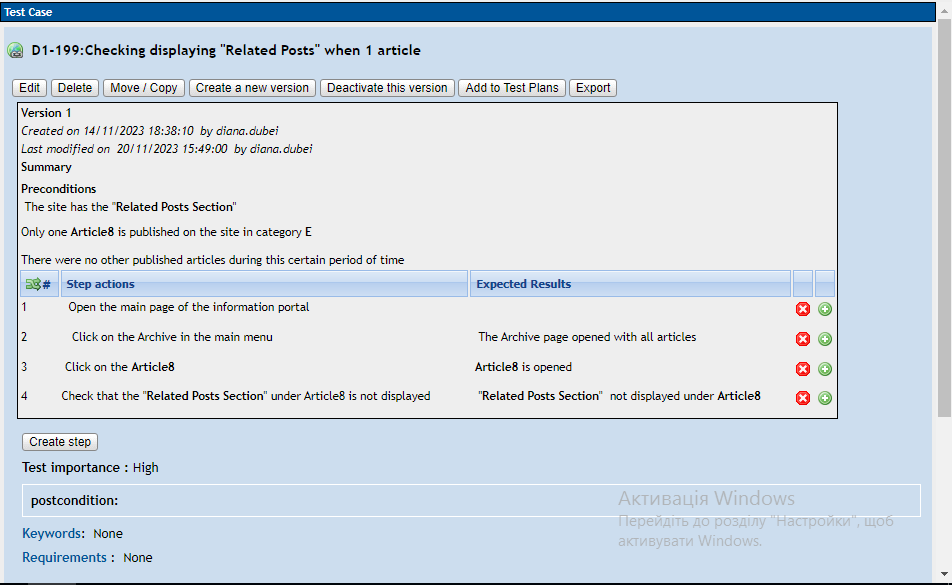 Test Case
D1-199:Checking displaying "Related Posts" when 1 article
Edit Delete Move / Copy Create a new version Deactivate this version Add to Test Plans Export
Version 1
Created on 14/11/2023 18:38:10 by diana.dubei
Last modified on 20/11/2023 15:49:00 by diana.dubei
Summary
Preconditions
The site has the "Related Posts Section"
Only one Article8 is published on the site in category E
There were no other published articles during this certain period of time
# Step actions Expected Results
1 Open the main page of the information portal
2 Click on the Archive in the main menu The Archive page opened with all articles
3 Click on the Article8 Article8 is opened
4 Check that the "Related Posts Section" under Article8 is not displayed "Related Posts Section" not displayed under Article8
Create step
Test importance : High
postcondition:
Активація Windows
Перейдіть до розділу "Настройки", щоб
активувати Windows.
Keywords: None
Requirements : None